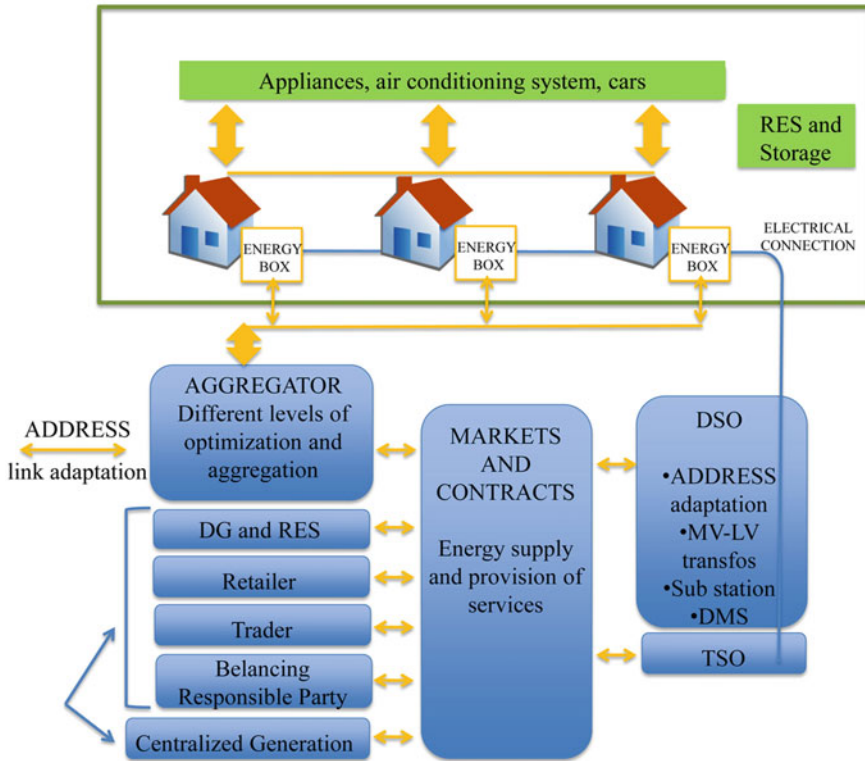 Appliances, air conditioning system, cars
RES and
Storage
ENERGY
BOX
ENERGY
BOX
ENERGY
BOX
ELECTRICAL
CONNECTION
AGGREGATOR
Different levels of
optimization and
aggregation
ADDRESS
link adaptation
DG and RES
Retailer
Trader
Belancing
Responsible Party
Centralized Generation
MARKETS
AND
CONTRACTS
Energy supply
and provision of
services
DSO
•ADDRESS
adaptation
•MV-LV
transfos
•Sub station
•DMS
TSO